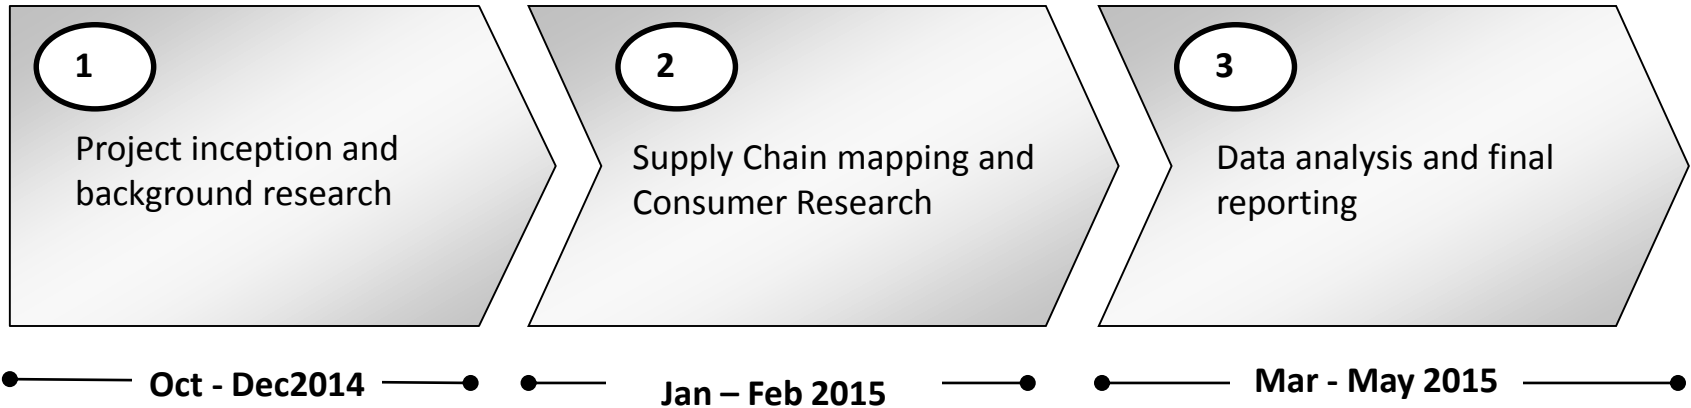 1
Project inception and
background research
2
Supply Chain mapping and
Consumer Research
3
Data analysis and final
reporting
Oct - Dec2014
Jan – Feb 2015
Mar - May 2015